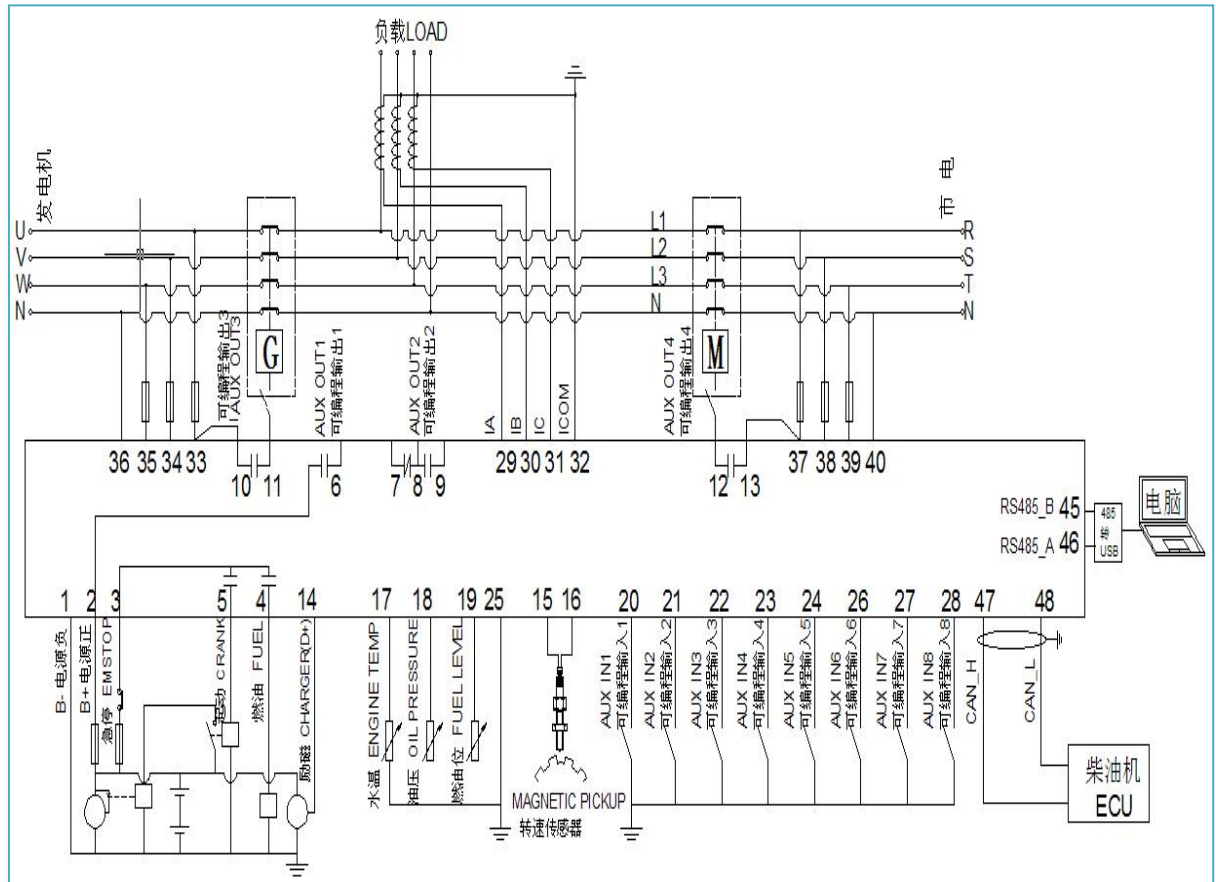 负载LOAD
发电机
市电
U
V
W
N
L1
L2
L3
N
R
S
T
N
G
M
可编程输出3
AUX OUT3
AUX OUT1
可编程输出1
AUX OUT2
可编程输出2
IA
IB
IC
ICOM
AUX OUT4
可编程输出4
36 35 34 33
10 11
6
7 8 9
29 30 31 32
12 13
37 38 39 40
RS485_B 45
RS485_A 46
485
USB
电脑
1 2 3 5 4 14 17 18 19 25 15 16 20 21 22 23 24 26 27 28 47 48
B- 电源负
B+ 电源正
急停 EMSTOP
起动 CRANK
燃油 FUEL
励磁 CHARGER(D+)
水温 ENGINE TEMP
油压 OIL PRESSURE
燃油位 FUEL LEVEL
MAGNETIC PICKUP
转速传感器
AUX IN1
可编程输入1
AUX IN2
可编程输入2
AUX IN3
可编程输入3
AUX IN4
可编程输入4
AUX IN5
可编程输入5
AUX IN6
可编程输入6
AUX IN7
可编程输入7
AUX IN8
可编程输入8
CAN_H
CAN_L
柴油机
ECU